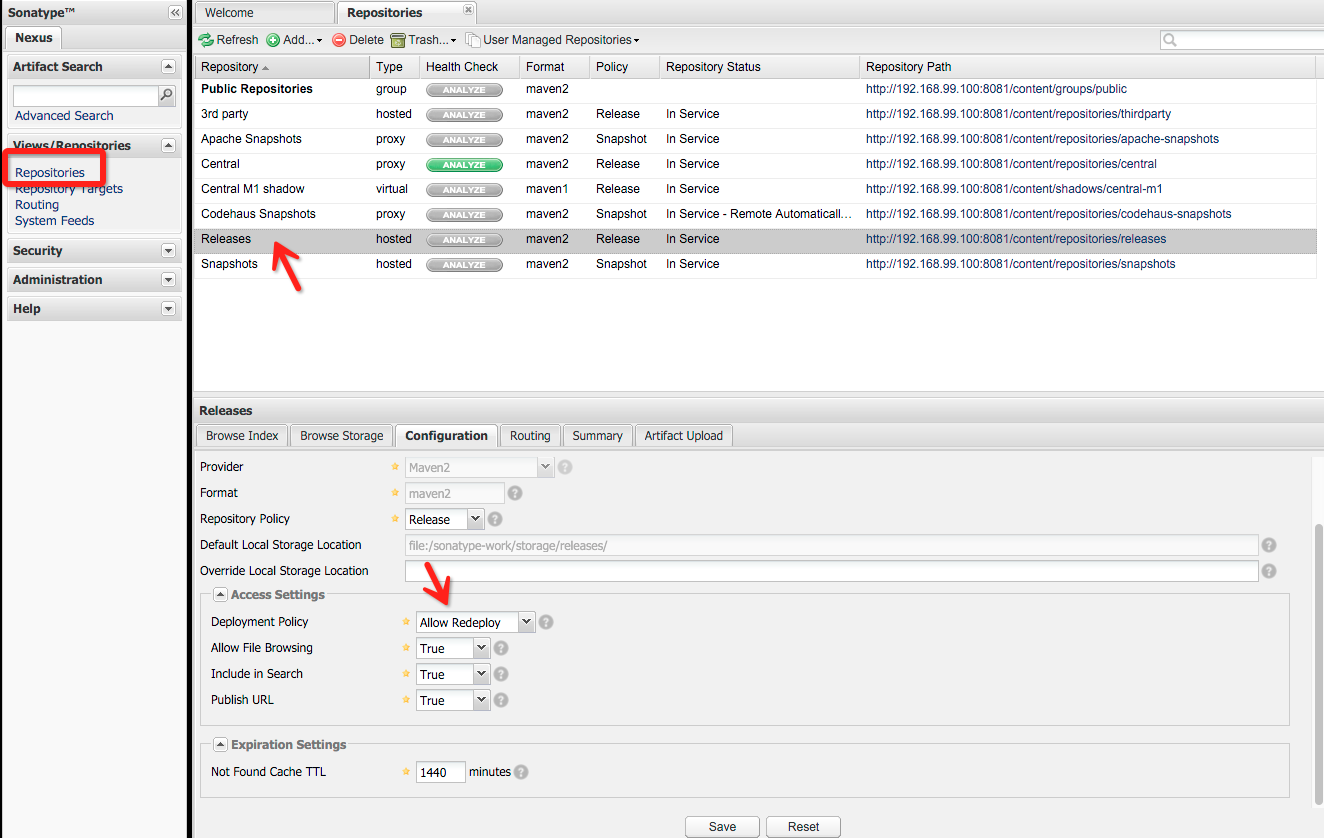 Sonatype™
Nexus
Artifact Search
Advanced Search
Views/Repositories
Repositories
Repository Targets
Routing
System Feeds
Security
Administration
Help
Welcome
Repositories
Refresh Add... Delete Trash... User Managed Repositories
Repository Type Health Check Format Policy Repository Status Repository Path
Public Repositories group ANALYZE maven2 http://192.168.99.100:8081/content/groups/public
3rd party hosted ANALYZE maven2 Release In Service http://192.168.99.100:8081/content/repositories/thirdparty
Apache Snapshots proxy ANALYZE maven2 Snapshot In Service http://192.168.99.100:8081/content/repositories/apache-snapshots
Central proxy ANALYZE maven2 Release In Service http://192.168.99.100:8081/content/repositories/central
Central M1 shadow virtual ANALYZE maven1 Release In Service http://192.168.99.100:8081/content/shadows/central-m1
Codehaus Snapshots proxy ANALYZE maven2 Snapshot In Service - Remote Automaticall... http://192.168.99.100:8081/content/repositories/codehaus-snapshots
Releases hosted ANALYZE maven2 Release In Service http://192.168.99.100:8081/content/repositories/releases
Snapshots hosted ANALYZE maven2 Snapshot In Service http://192.168.99.100:8081/content/repositories/snapshots
Releases
Browse Index Browse Storage Configuration Routing Summary Artifact Upload
Provider Maven2 ?
Format maven2 ?
Repository Policy Release ?
Default Local Storage Location file:/sonatype-work/storage/releases/ ?
Override Local Storage Location ?
Access Settings
Deployment Policy Allow Redeploy ?
Allow File Browsing True ?
Include in Search True ?
Publish URL True ?
Expiration Settings
Not Found Cache TTL 1440 minutes ?
Save Reset